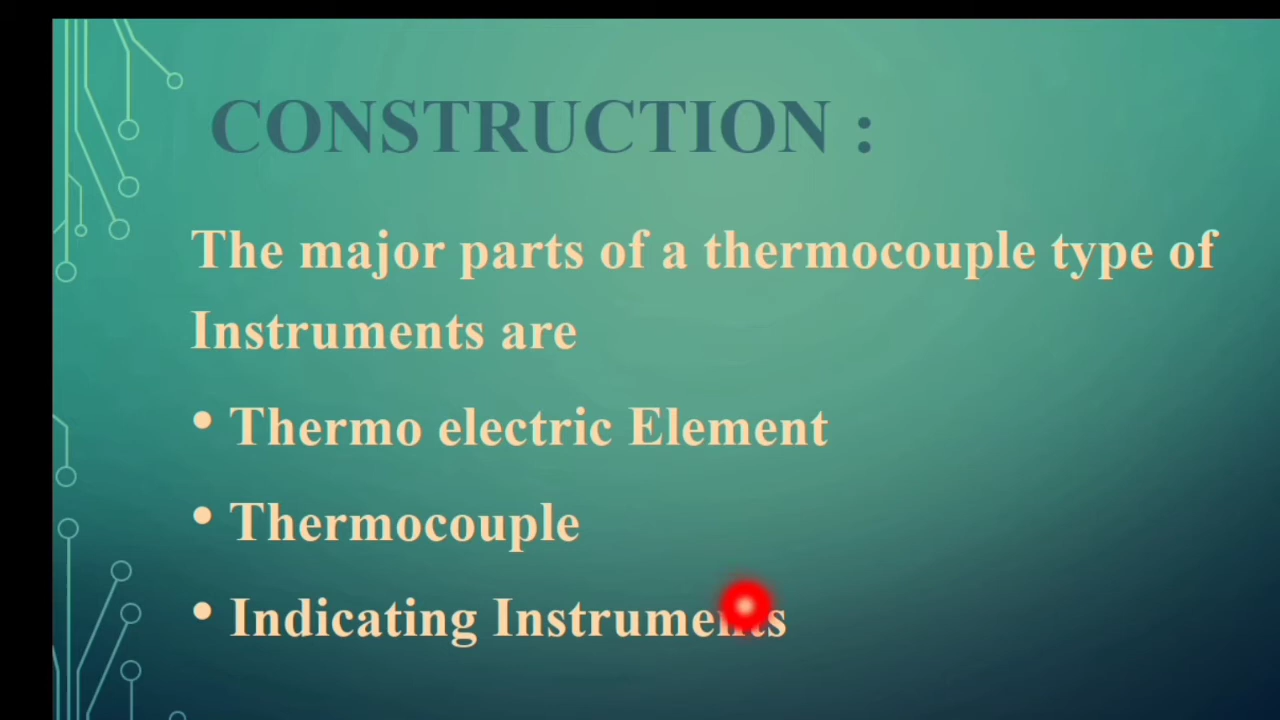 CONSTRUCTION :
The major parts of a thermocouple type of
Instruments are
• Thermo electric Element
• Thermocouple
• Indicating Instruments